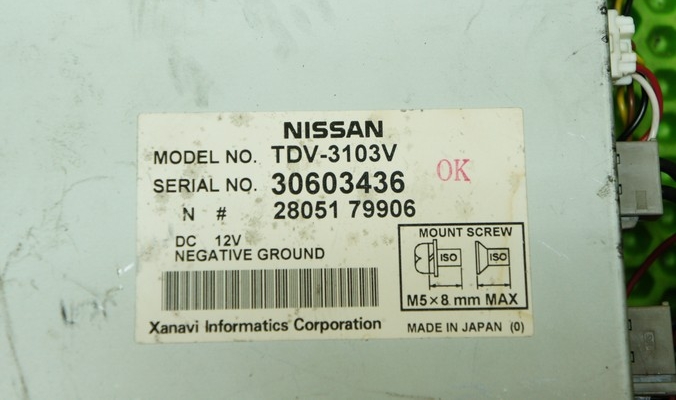 NISSAN
MODEL NO. TDV-3103V
SERIAL NO. 30603436
OK
N # 28051 79906
DC 12V
NEGATIVE GROUND
MOUNT SCREW
ISO ISO
M5×8 mm MAX
Xanavi Informatics Corporation
MADE IN JAPAN (0)